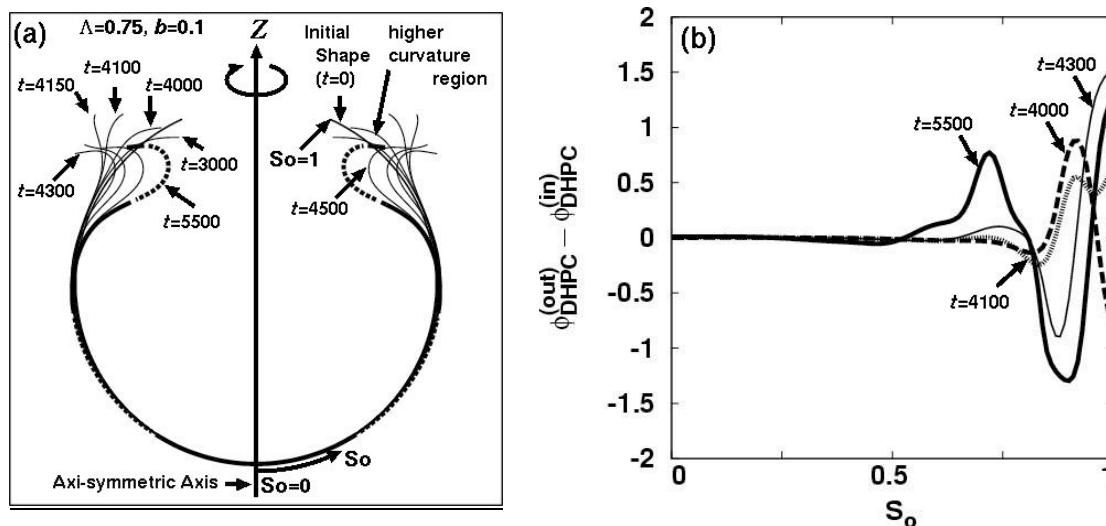 (a)
Λ=0.75, b=0.1
Z
Initial
Shape
(t=0)
higher
curvature
region
t=4150
t=4100
t=4000
So=1
t=3000
t=4300
t=5500
t=4500
So
Axi-symmetric Axis
So=0
(b)
2
1.5
1
0.5
0
-0.5
-1
-1.5
-2
ϕ(out)DHPC − ϕ(in)DHPC
t=4300
t=4000
t=5500
t=4100
0
0.5
1
So